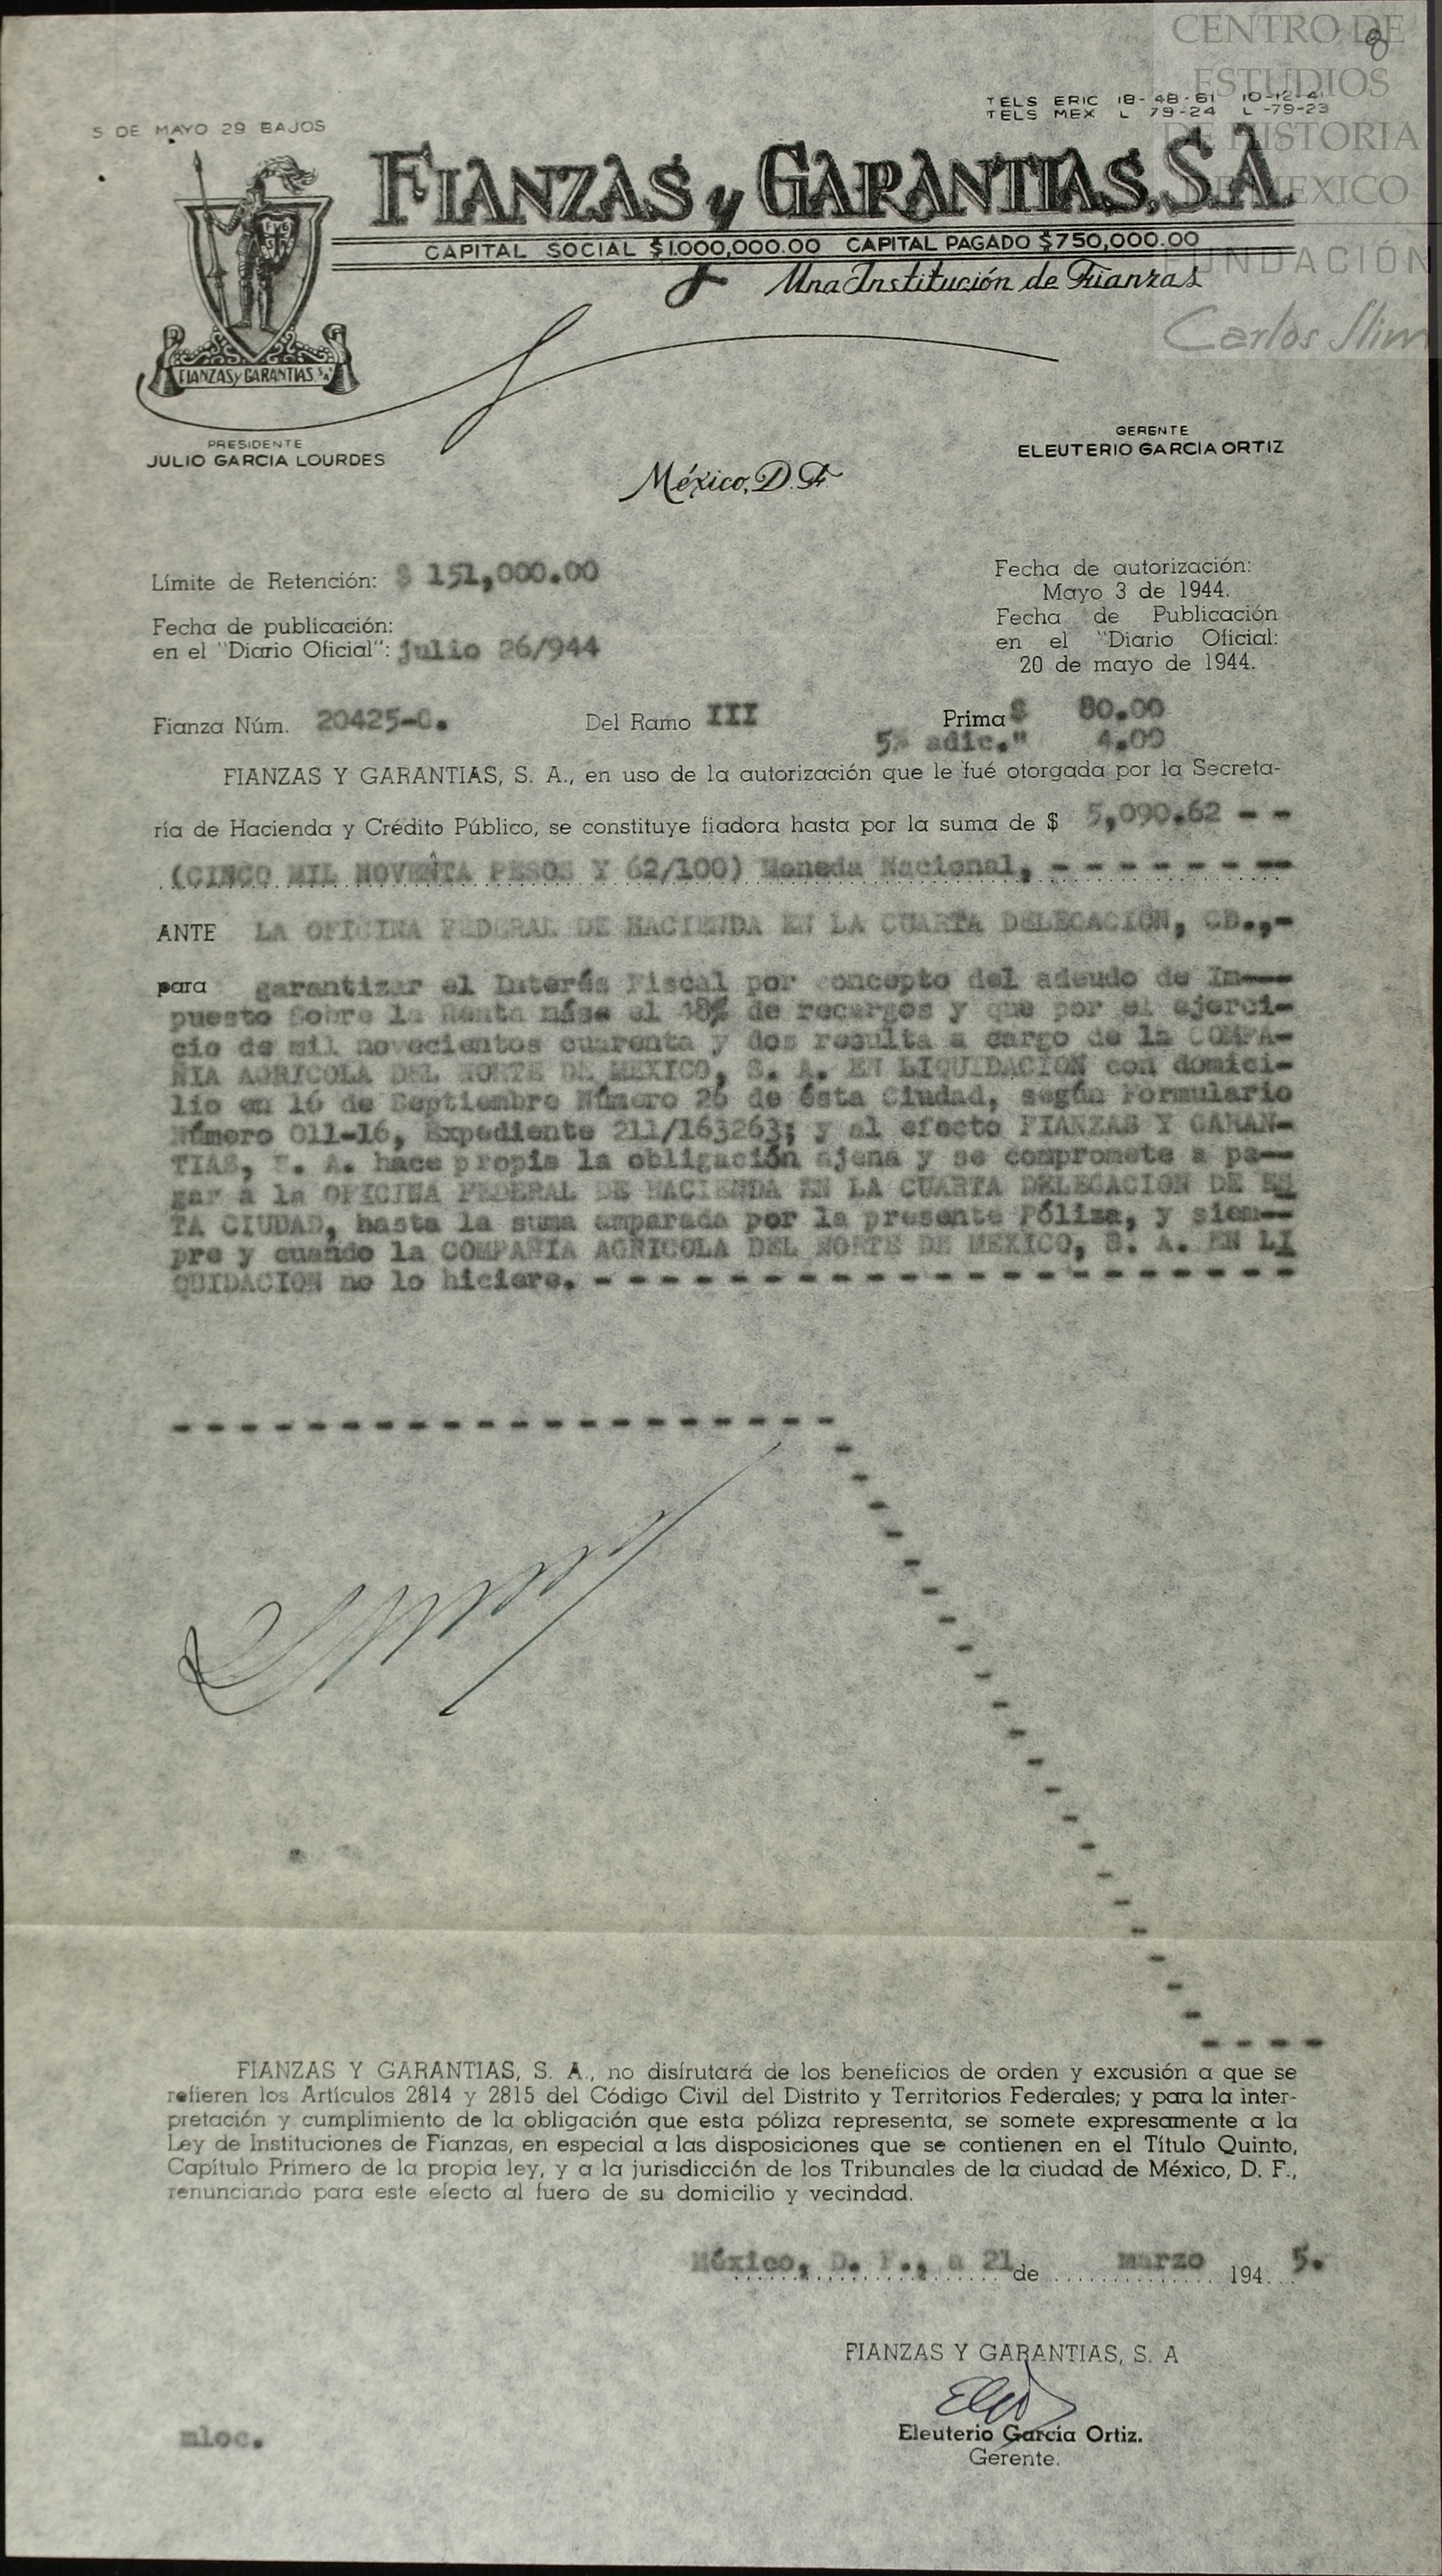 CENTRO DE
ESTUDIOS
DE HISTORIA
DE MEXICO
FUNDACIÓN
Carlos Slim
8
5 DE MAYO 29 BAJOS
TELS ERIC 18-48-61 10-12-41
TELS MEX L 79-24 L-79-23
FIANZAS y GARANTIAS, S.A.
CAPITAL SOCIAL $1.000,000.00 CAPITAL PAGADO $750,000.00
Una Institución de Fianzas
FIANZAS y GARANTIAS S.A.
PRESIDENTE
JULIO GARCIA LOURDES
GERENTE
ELEUTERIO GARCIA ORTIZ
México, D. F.
Límite de Retención: $ 151,000.00
Fecha de publicación:
en el "Diario Oficial": julio 26/944
Fecha de autorización:
Mayo 3 de 1944.
Fecha de Publicación
en el "Diario Oficial:
20 de mayo de 1944.
Fianza Núm. 20425-C. Del Ramo III Prima $ 80.00
5% adic." 4.00
FIANZAS Y GARANTIAS, S. A., en uso de la autorización que le fué otorgada por la Secreta-
ría de Hacienda y Crédito Público, se constituye fiadora hasta por la suma de $ 5,090.62 - -
(CINCO MIL NOVENTA PESOS Y 62/100) Moneda Nacional, - - - - - - - -
ANTE LA OFICINA FEDERAL DE HACIENDA EN LA CUARTA DELEGACION, CD.,-
para garantizar el Interés Fiscal por concepto del adeudo de Im---
puesto Sobre la Renta máse el 48% de recargos y que por el ejerci-
cio de mil novecientos cuarenta y dos resulta a cargo de la COMPA-
ÑIA AGRICOLA DEL NORTE DE MEXICO, S. A. EN LIQUIDACION con domici-
lio en 16 de Septiembre Número 26 de ésta Ciudad, según Formulario
Número 011-16, Expediente 211/163263; y al efecto FIANZAS Y GARAN-
TIAS, S. A. hace propia la obligación ajena y se compromete a pa--
gar a la OFICINA FEDERAL DE HACIENDA EN LA CUARTA DELEGACION DE ES
TA CIUDAD, hasta la suma amparada por la presente Póliza, y siem--
pre y cuando la COMPAÑIA AGRICOLA DEL NORTE DE MEXICO, S. A. EN LI
QUIDACION no lo hiciere. - - - - - - - - - - - - - - - - - - - - -
FIANZAS Y GARANTIAS, S. A., no disfrutará de los beneficios de orden y excusión a que se
refieren los Artículos 2814 y 2815 del Código Civil del Distrito y Territorios Federales; y para la inter-
pretación y cumplimiento de la obligación que esta póliza representa, se somete expresamente a la
Ley de Instituciones de Fianzas, en especial a las disposiciones que se contienen en el Título Quinto,
Capítulo Primero de la propia ley, y a la jurisdicción de los Tribunales de la ciudad de México, D. F.,
renunciando para este efecto al fuero de su domicilio y vecindad.
México, D. F., a 21 de marzo 194 5.
FIANZAS Y GARANTIAS, S. A
Eleuterio García Ortiz.
Gerente.
mloc.